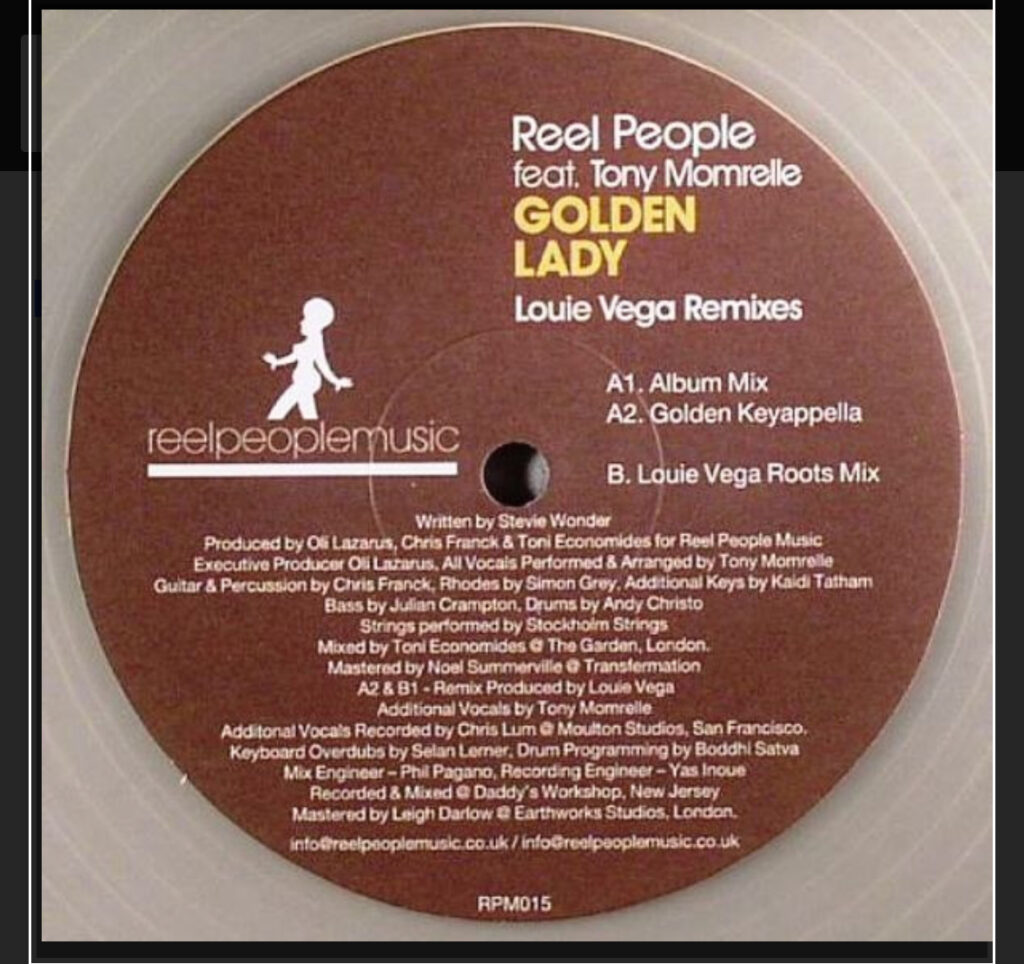 Reel People
feat. Tony Momrelle
GOLDEN
LADY
Louie Vega Remixes
A1. Album Mix
A2. Golden Keyappella
B. Louie Vega Roots Mix
reelpeoplemusic
Written by Stevie Wonder
Produced by Oli Lazarus, Chris Franck & Toni Economides for Reel People Music
Executive Producer Oli Lazarus, All Vocals Performed & Arranged by Tony Momrelle
Guitar & Percussion by Chris Franck, Rhodes by Simon Grey, Additional Keys by Kaidi Tatham
Bass by Julian Crampton, Drums by Andy Christo
Strings performed by Stockholm Strings
Mixed by Toni Economides @ The Garden, London.
Mastered by Noel Summerville @ Transfermation
A2 & B1 - Remix Produced by Louie Vega
Additional Vocals by Tony Momrelle
Additonal Vocals Recorded by Chris Lum @ Moulton Studios, San Francisco.
Keyboard Overdubs by Selan Lerner, Drum Programming by Boddhi Satva
Mix Engineer – Phil Pagano, Recording Engineer – Yas Inoue
Recorded & Mixed @ Daddy's Workshop, New Jersey
Mastered by Leigh Darlow @ Earthworks Studios, London.
info@reelpeoplemusic.co.uk / info@reelpeoplemusic.co.uk
RPM015